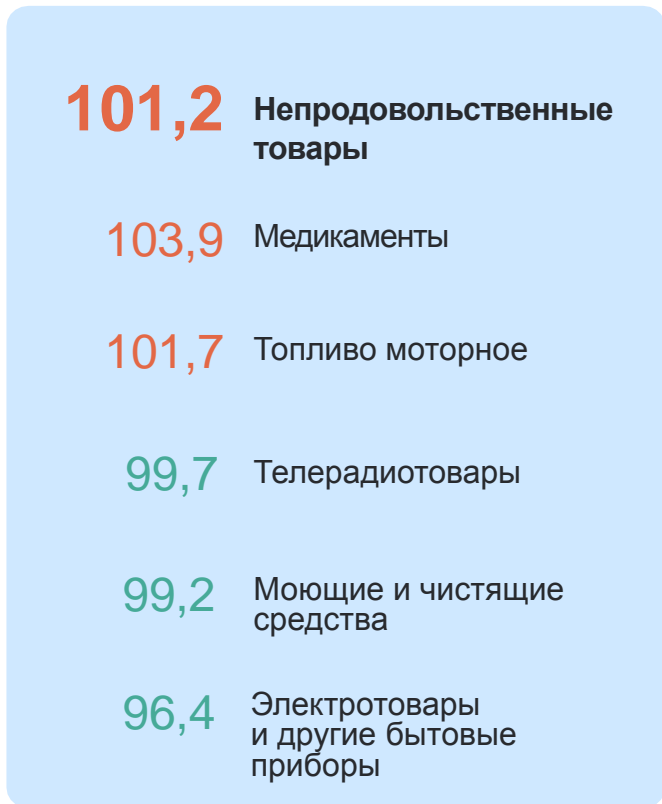 101,2 Непродовольственные
товары
103,9 Медикаменты
101,7 Топливо моторное
99,7 Телерадиотовары
99,2 Моющие и чистящие
средства
96,4 Электротовары
и другие бытовые
приборы